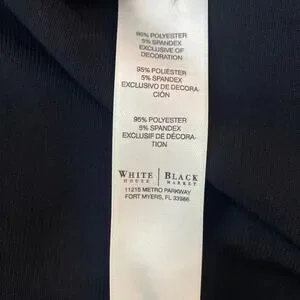 95% POLYESTER
5% SPANDEX
EXCLUSIVE OF
DECORATION
95% POLIÉSTER
5% SPANDEX
EXCLUSIVO DE DECORA-
CIÓN
95% POLYESTER
5% SPANDEX
EXCLUSIF DE DÉCORA-
TION
WHITE | BLACK
HOUSE | MARKET
11215 METRO PARKWAY
FORT MYERS, FL 33966